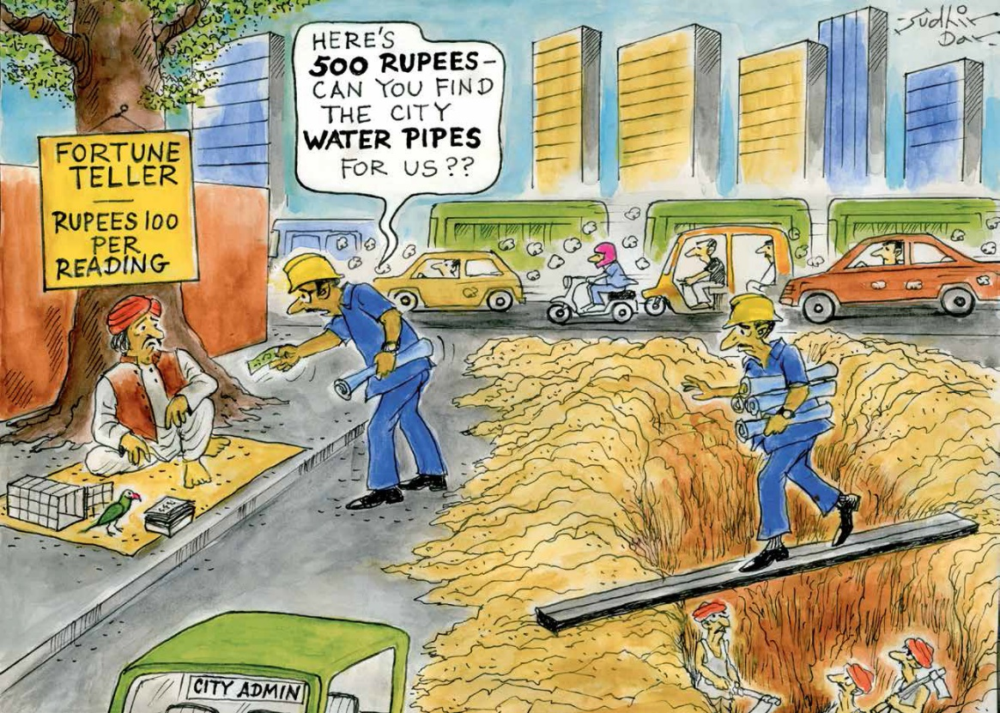 HERE'S
500 RUPEES-
CAN YOU FIND
THE CITY
WATER PIPES
FOR US??
Sudhir
Dar
FORTUNE
TELLER
RUPEES 100
PER
READING
CITY ADMIN